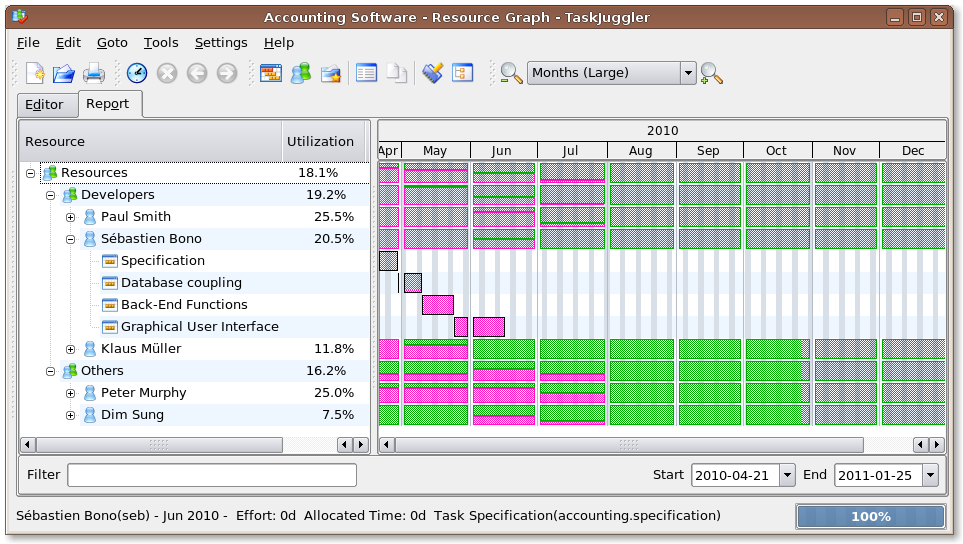 Accounting Software - Resource Graph - TaskJuggler
File Edit Goto Tools Settings Help
Months (Large)
Editor Report
Resource Utilization
2010
Apr May Jun Jul Aug Sep Oct Nov Dec
Resources 18.1%
Developers 19.2%
Paul Smith 25.5%
Sébastien Bono 20.5%
Specification
Database coupling
Back-End Functions
Graphical User Interface
Klaus Müller 11.8%
Others 16.2%
Peter Murphy 25.0%
Dim Sung 7.5%
Filter Start 2010-04-21 End 2011-01-25
Sébastien Bono(seb) - Jun 2010 - Effort: 0d Allocated Time: 0d Task Specification(accounting.specification) 100%